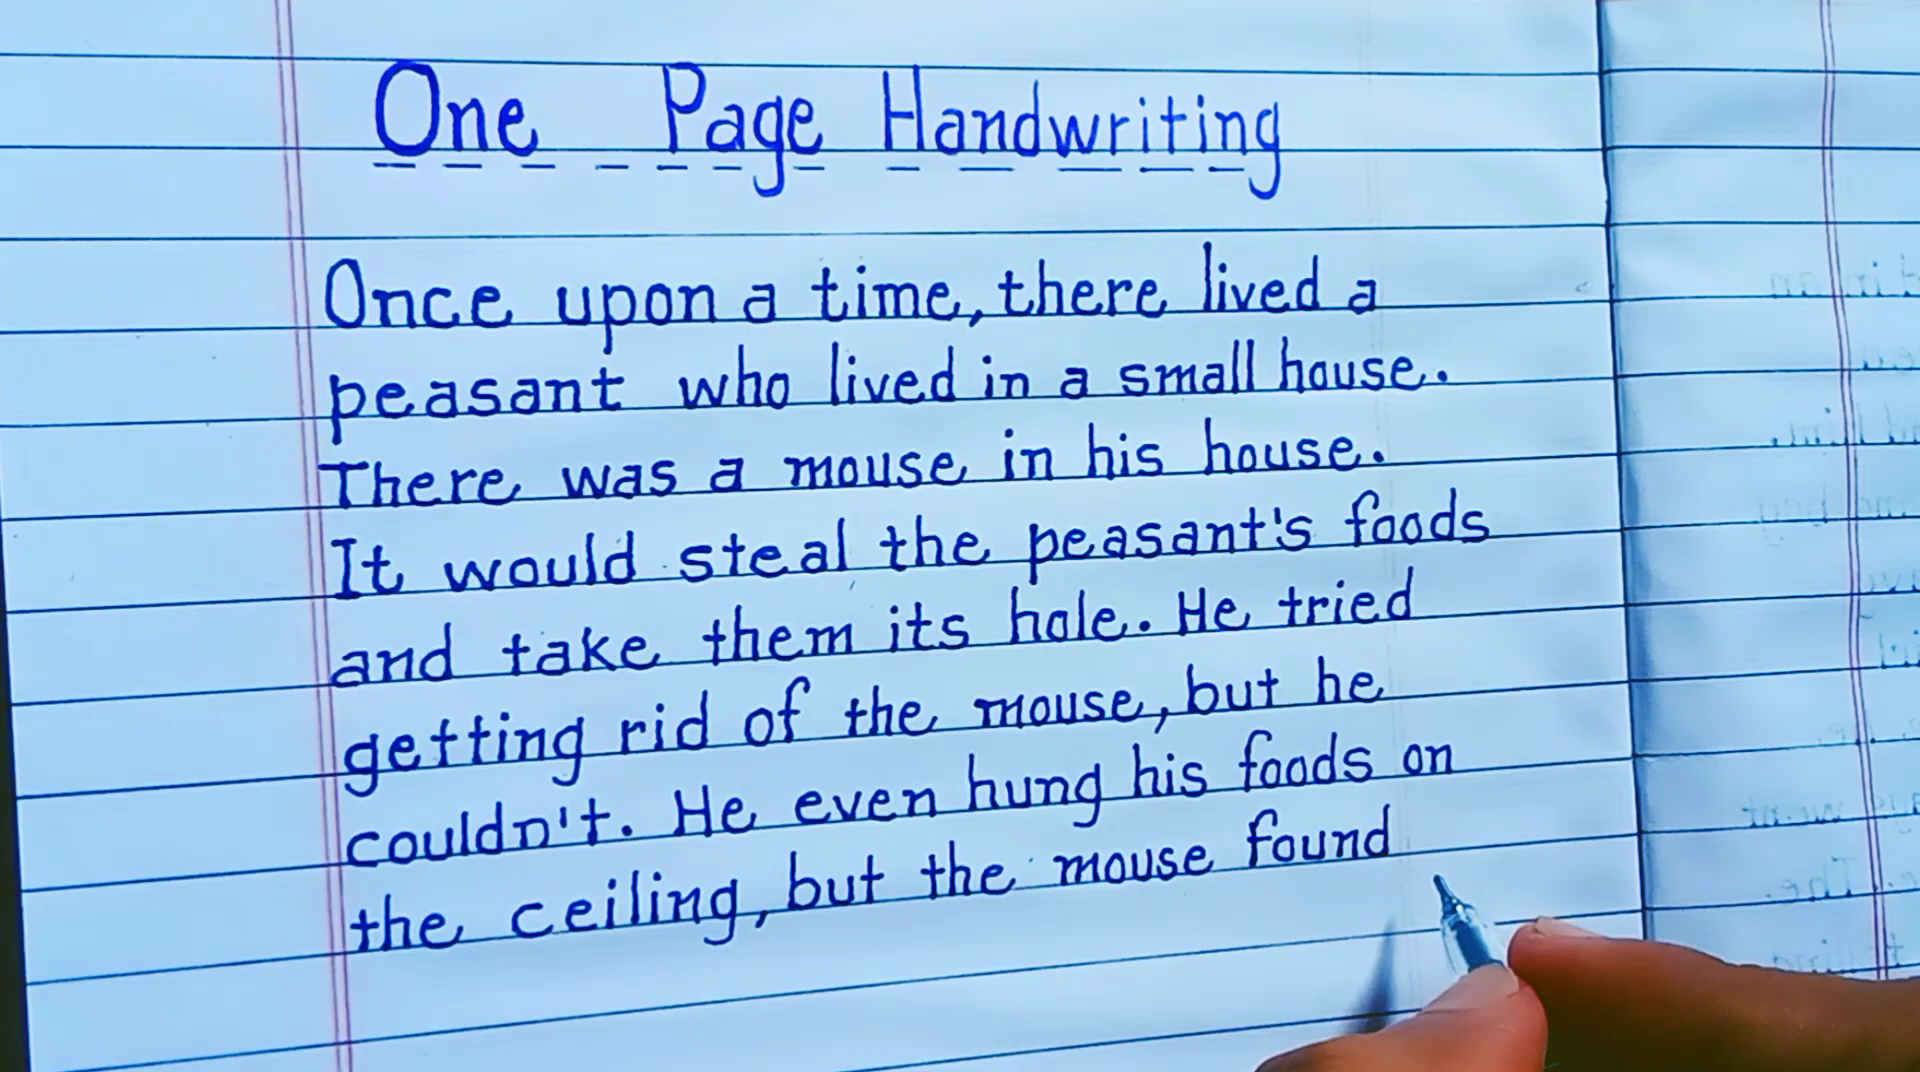 One Page Handwriting
Once upon a time, there lived a
peasant who lived in a small house.
There was a mouse in his house.
It would steal the peasant's foods
and take them its hole. He tried
getting rid of the mouse, but he
couldn't. He even hung his foods on
the ceiling, but the mouse found